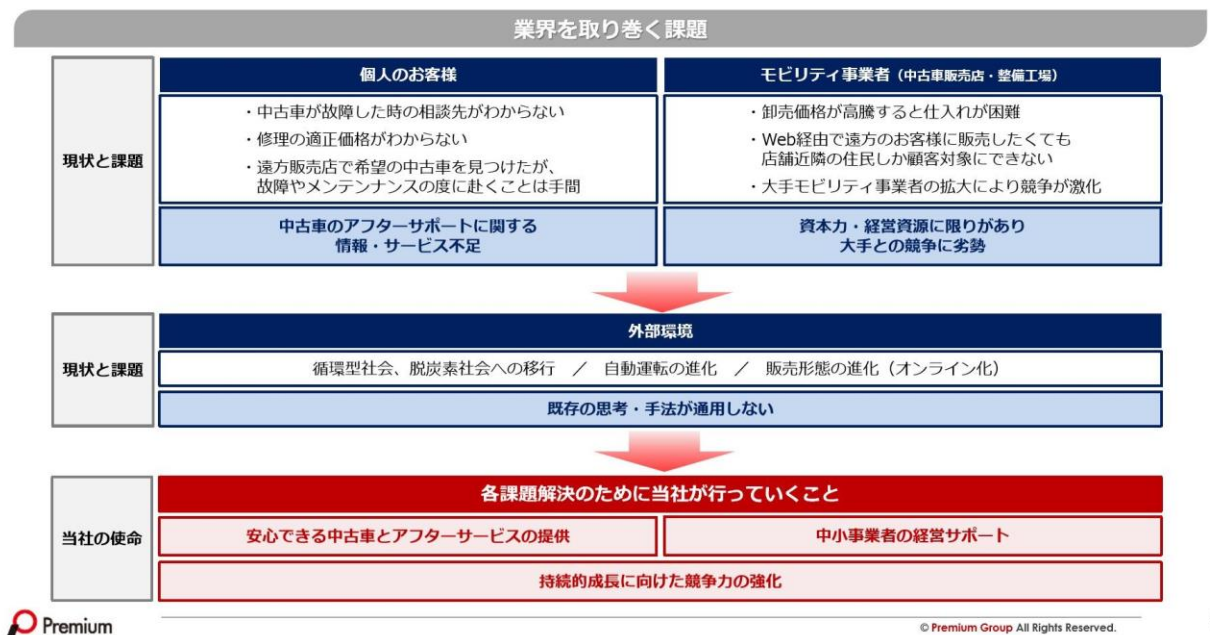 業界を取り巻く課題
現状と課題
個人のお客様
・中古車が故障した時の相談先がわからない
・修理の適正価格がわからない
・遠方販売店で希望の中古車を見つけたが、
故障やメンテンナンスの度に赴くことは手間
中古車のアフターサポートに関する
情報・サービス不足
モビリティ事業者（中古車販売店・整備工場）
・卸売価格が高騰すると仕入れが困難
・Web経由で遠方のお客様に販売したくても
店舗近隣の住民しか顧客対象にできない
・大手モビリティ事業者の拡大により競争が激化
資本力・経営資源に限りがあり
大手との競争に劣勢
現状と課題
外部環境
循環型社会、脱炭素社会への移行　／　自動運転の進化　／　販売形態の進化（オンライン化）
既存の思考・手法が通用しない
当社の使命
各課題解決のために当社が行っていくこと
安心できる中古車とアフターサービスの提供
中小事業者の経営サポート
持続的成長に向けた競争力の強化
Premium
© Premium Group All Rights Reserved.